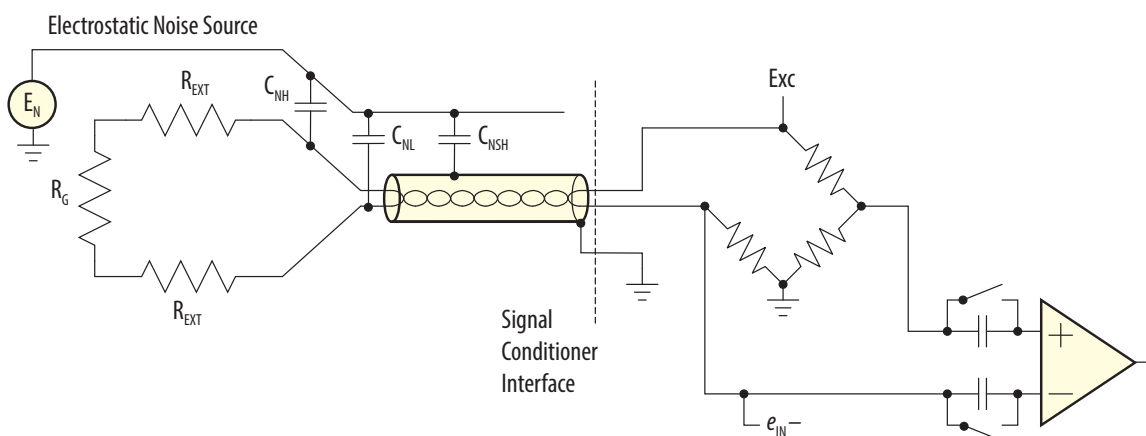 Electrostatic Noise Source
E_N
R_EXT
C_NH
C_NL
C_NSH
R_G
R_EXT
Exc
Signal
Conditioner
Interface
+
−
e_IN−